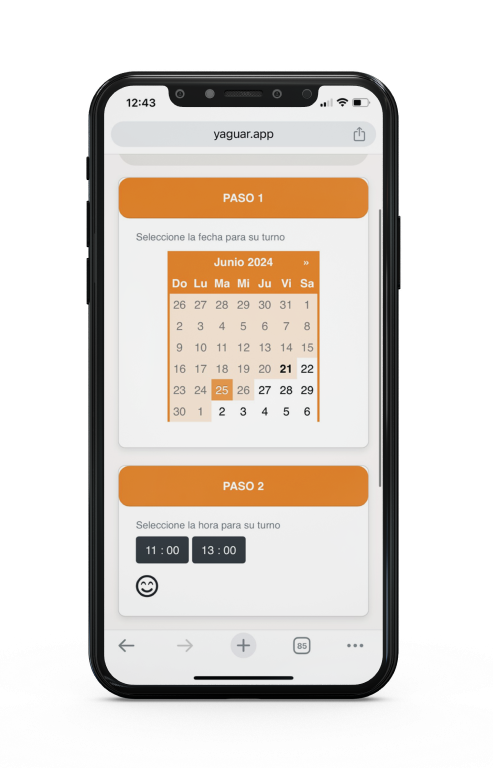 12:43
yaguar.app
PASO 1
Seleccione la fecha para su turno
Junio 2024 »
Do Lu Ma Mi Ju Vi Sa
26 27 28 29 30 31 1
2 3 4 5 6 7 8
9 10 11 12 13 14 15
16 17 18 19 20 21 22
23 24 25 26 27 28 29
30 1 2 3 4 5 6
PASO 2
Seleccione la hora para su turno
11 : 00 13 : 00
85